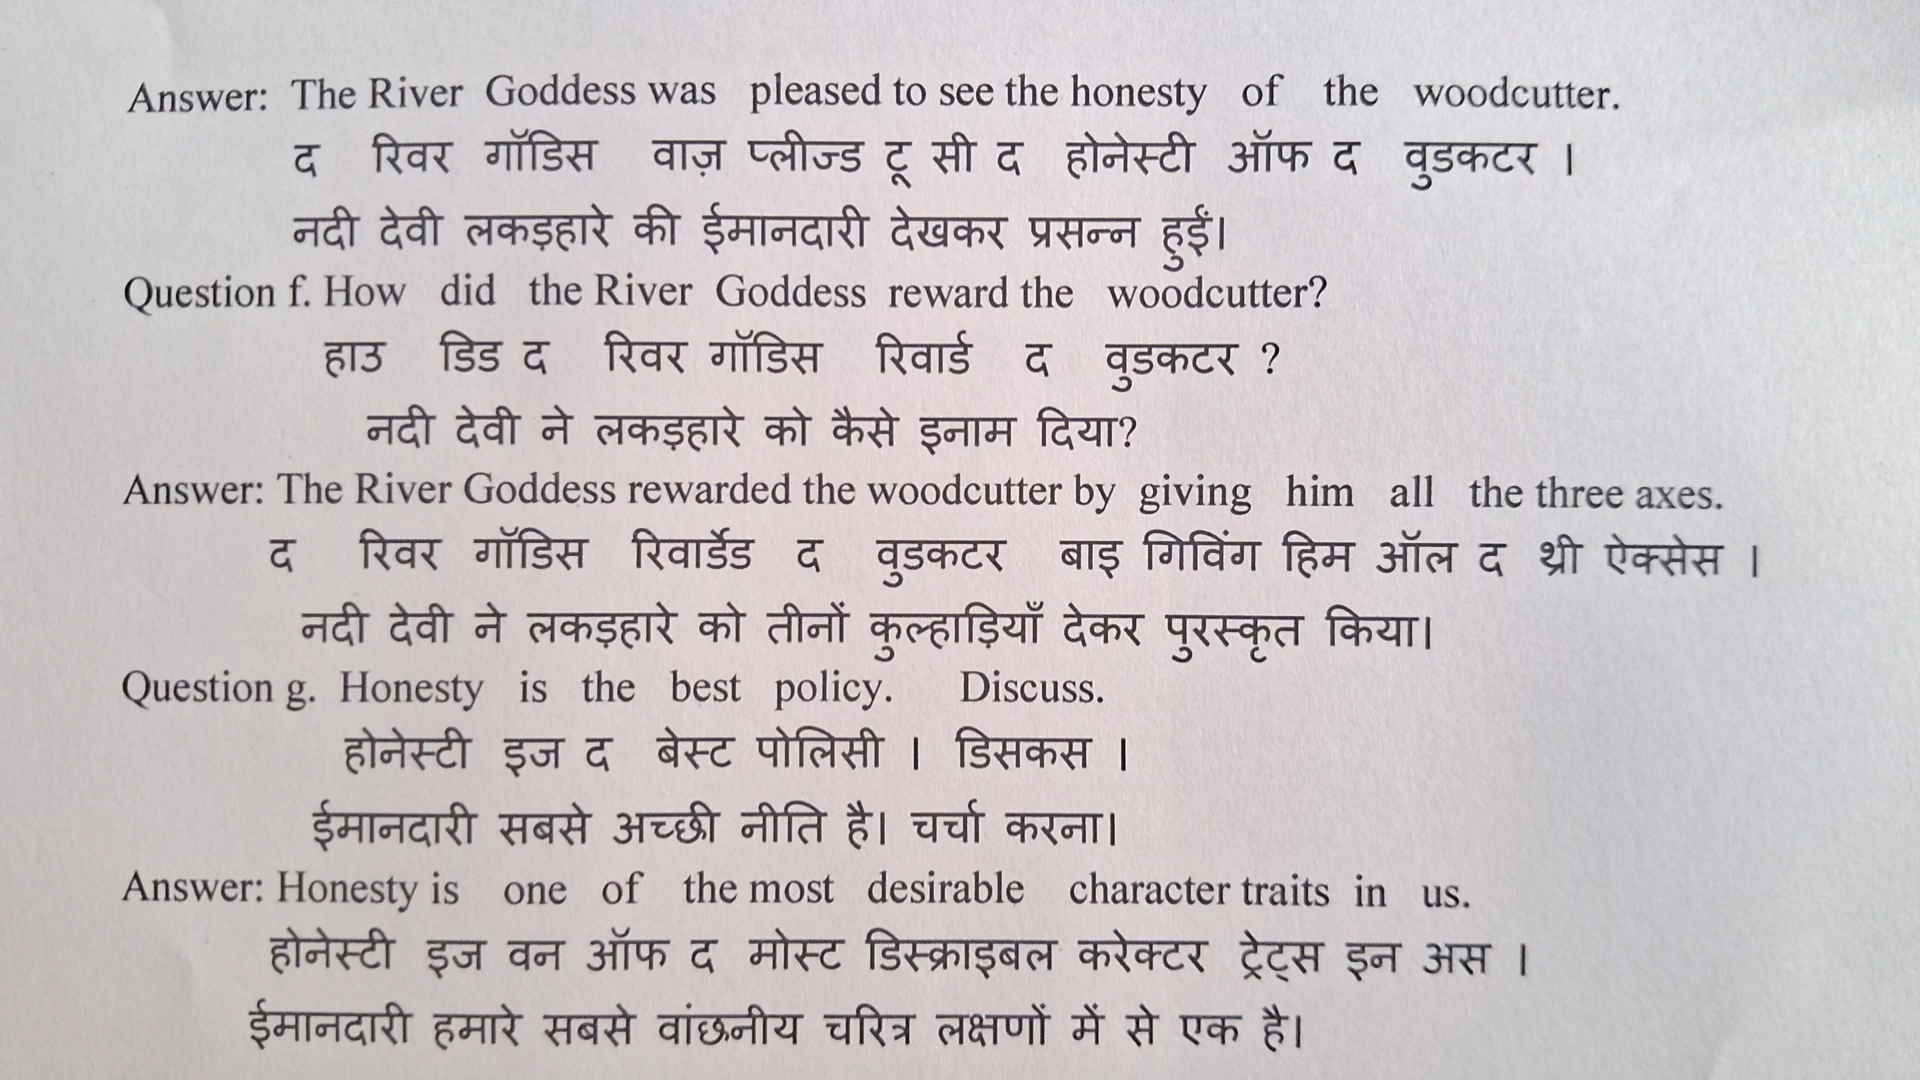 Answer: The River Goddess was pleased to see the honesty of the woodcutter.
द रिवर गॉडिस वाज़ प्लीज्ड टू सी द होनेस्टी ऑफ द वुडकटर ।
नदी देवी लकड़हारे की ईमानदारी देखकर प्रसन्न हुईं।
Question f. How did the River Goddess reward the woodcutter?
हाउ डिड द रिवर गॉडिस रिवार्ड द वुडकटर ?
नदी देवी ने लकड़हारे को कैसे इनाम दिया?
Answer: The River Goddess rewarded the woodcutter by giving him all the three axes.
द रिवर गॉडिस रिवार्डेड द वुडकटर बाइ गिविंग हिम ऑल द थ्री ऐक्सेस ।
नदी देवी ने लकड़हारे को तीनों कुल्हाड़ियाँ देकर पुरस्कृत किया।
Question g. Honesty is the best policy. Discuss.
होनेस्टी इज द बेस्ट पोलिसी । डिसकस ।
ईमानदारी सबसे अच्छी नीति है। चर्चा करना।
Answer: Honesty is one of the most desirable character traits in us.
होनेस्टी इज वन ऑफ द मोस्ट डिस्क्राइबल करेक्टर ट्रेट्स इन अस ।
ईमानदारी हमारे सबसे वांछनीय चरित्र लक्षणों में से एक है।